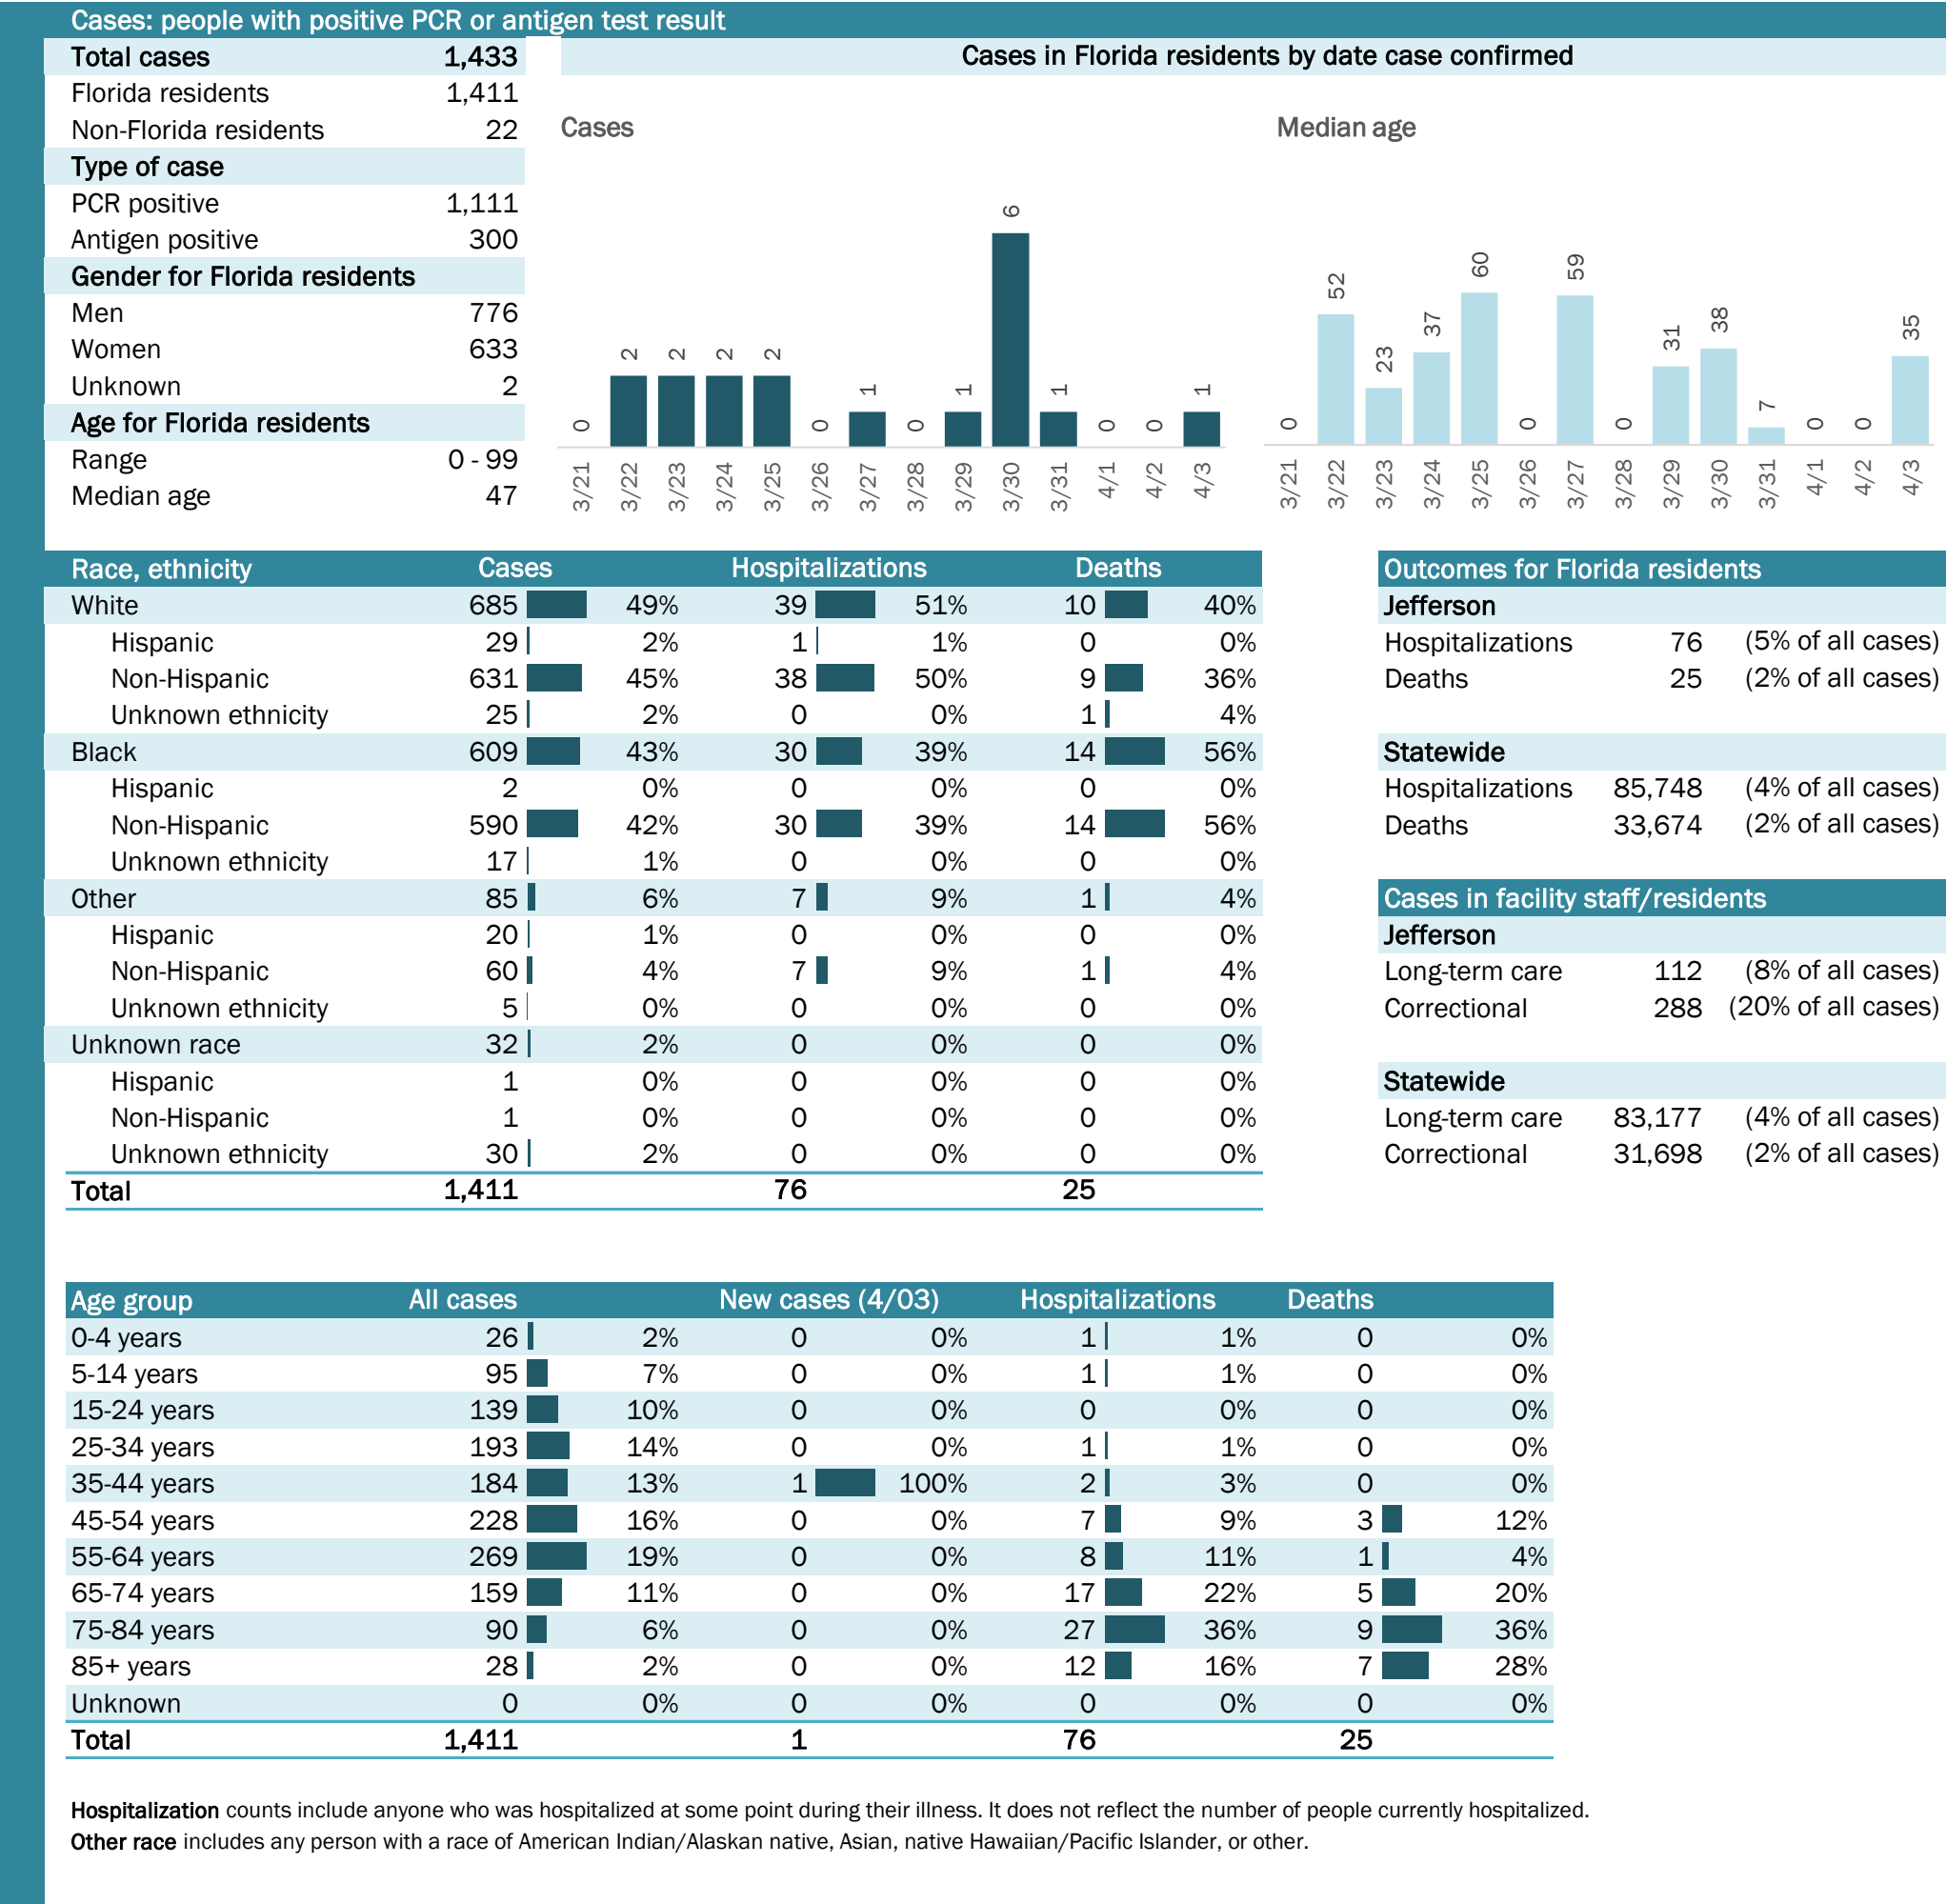 Cases: people with positive PCR or antigen test result
Total cases 1,433
Florida residents 1,411
Non-Florida residents 22
Type of case
PCR positive 1,111
Antigen positive 300
Gender for Florida residents
Men 776
Women 633
Unknown 2
Age for Florida residents
Range 0 - 99
Median age 47
Cases in Florida residents by date case confirmed
Cases
0 2 2 2 2 0 1 0 1 6 1 0 0 1
3/21 3/22 3/23 3/24 3/25 3/26 3/27 3/28 3/29 3/30 3/31 4/1 4/2 4/3
Median age
0 52 23 37 60 0 59 0 31 38 7 0 0 35
3/21 3/22 3/23 3/24 3/25 3/26 3/27 3/28 3/29 3/30 3/31 4/1 4/2 4/3
Race, ethnicity Cases Hospitalizations Deaths
White 685 49% 39 51% 10 40%
Hispanic 29 2% 1 1% 0 0%
Non-Hispanic 631 45% 38 50% 9 36%
Unknown ethnicity 25 2% 0 0% 1 4%
Black 609 43% 30 39% 14 56%
Hispanic 2 0% 0 0% 0 0%
Non-Hispanic 590 42% 30 39% 14 56%
Unknown ethnicity 17 1% 0 0% 0 0%
Other 85 6% 7 9% 1 4%
Hispanic 20 1% 0 0% 0 0%
Non-Hispanic 60 4% 7 9% 1 4%
Unknown ethnicity 5 0% 0 0% 0 0%
Unknown race 32 2% 0 0% 0 0%
Hispanic 1 0% 0 0% 0 0%
Non-Hispanic 1 0% 0 0% 0 0%
Unknown ethnicity 30 2% 0 0% 0 0%
Total 1,411 76 25
Outcomes for Florida residents
Jefferson
Hospitalizations 76 (5% of all cases)
Deaths 25 (2% of all cases)
Statewide
Hospitalizations 85,748 (4% of all cases)
Deaths 33,674 (2% of all cases)
Cases in facility staff/residents
Jefferson
Long-term care 112 (8% of all cases)
Correctional 288 (20% of all cases)
Statewide
Long-term care 83,177 (4% of all cases)
Correctional 31,698 (2% of all cases)
Age group All cases New cases (4/03) Hospitalizations Deaths
0-4 years 26 2% 0 0% 1 1% 0 0%
5-14 years 95 7% 0 0% 1 1% 0 0%
15-24 years 139 10% 0 0% 0 0% 0 0%
25-34 years 193 14% 0 0% 1 1% 0 0%
35-44 years 184 13% 1 100% 2 3% 0 0%
45-54 years 228 16% 0 0% 7 9% 3 12%
55-64 years 269 19% 0 0% 8 11% 1 4%
65-74 years 159 11% 0 0% 17 22% 5 20%
75-84 years 90 6% 0 0% 27 36% 9 36%
85+ years 28 2% 0 0% 12 16% 7 28%
Unknown 0 0% 0 0% 0 0% 0 0%
Total 1,411 1 76 25
Hospitalization counts include anyone who was hospitalized at some point during their illness. It does not reflect the number of people currently hospitalized.
Other race includes any person with a race of American Indian/Alaskan native, Asian, native Hawaiian/Pacific Islander, or other.